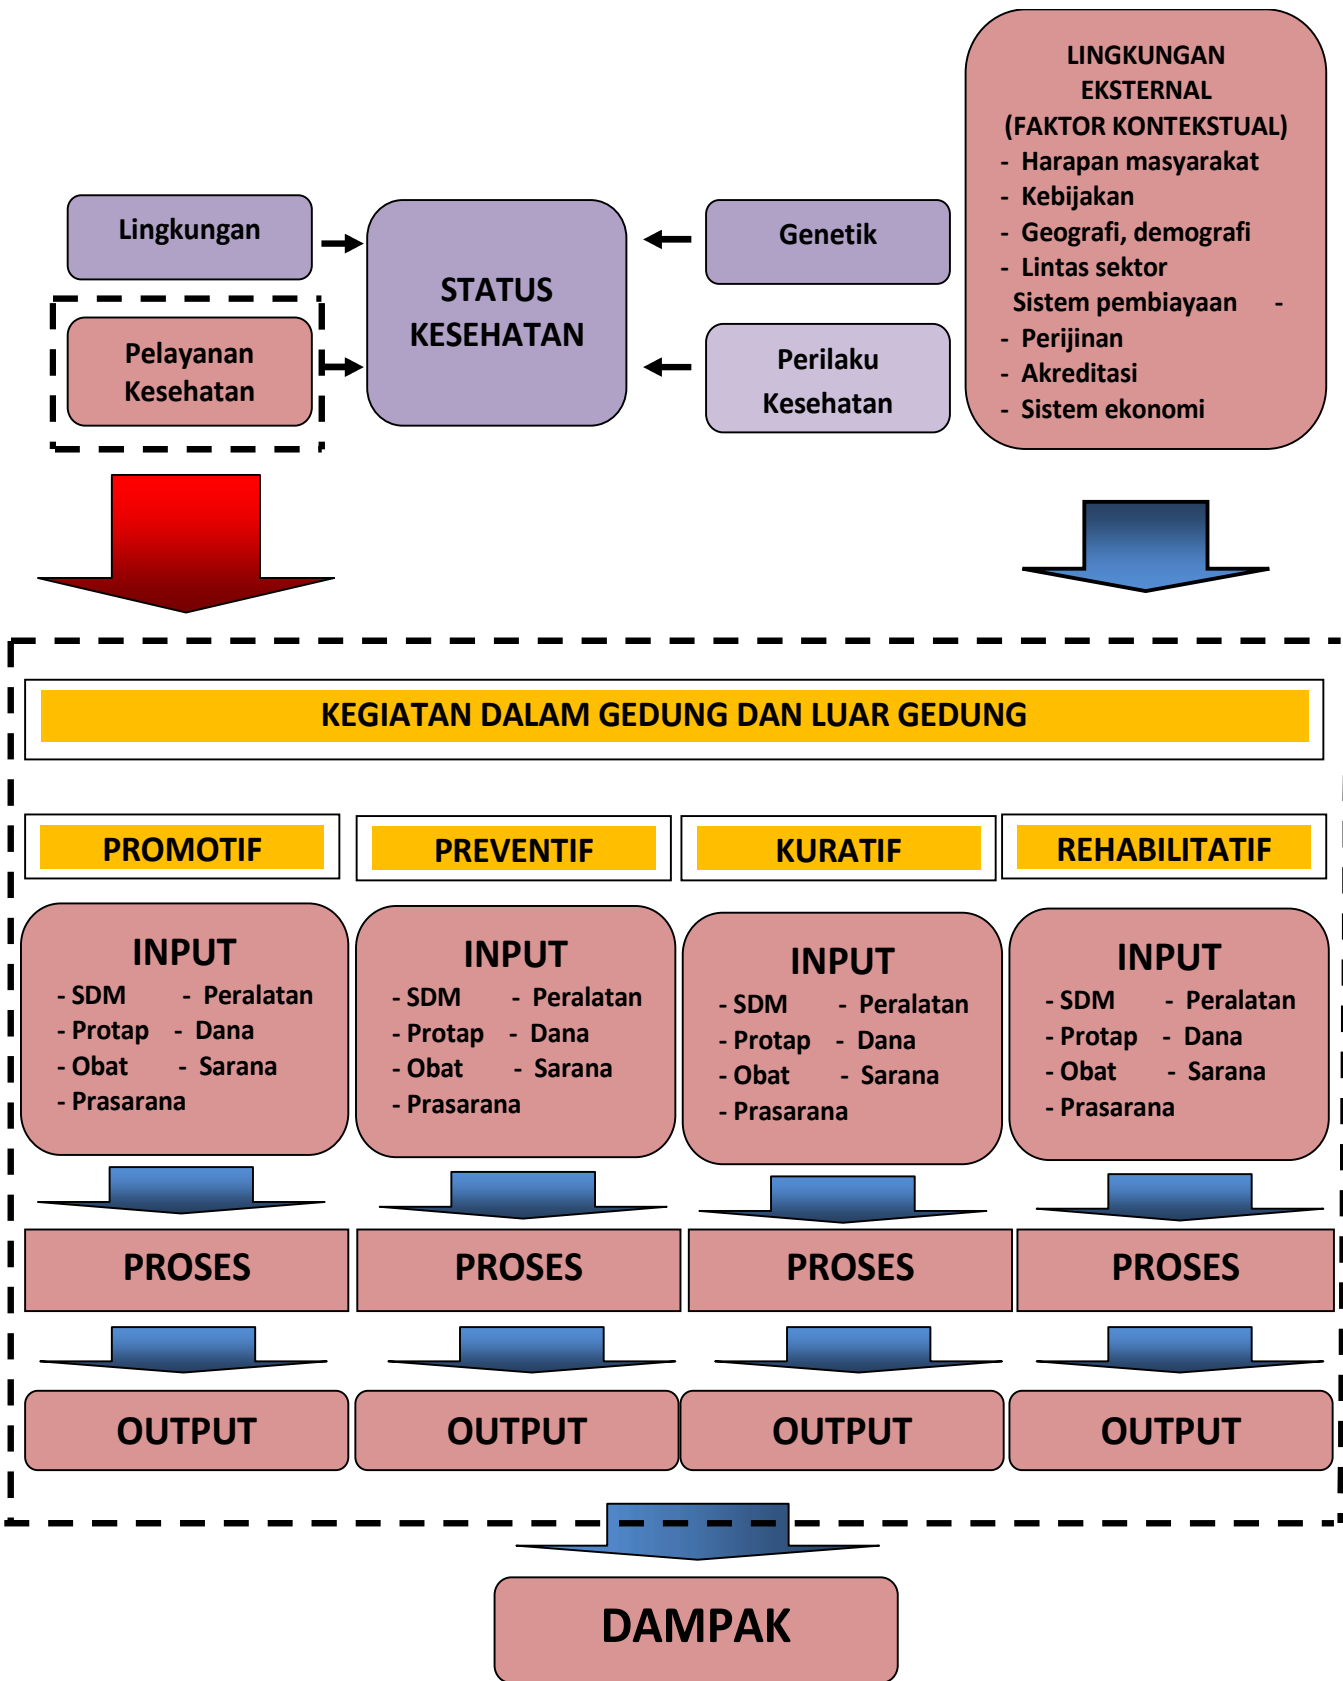 LINGKUNGAN
EKSTERNAL
(FAKTOR KONTEKSTUAL)
- Harapan masyarakat
- Kebijakan
- Geografi, demografi
- Lintas sektor
Sistem pembiayaan -
- Perijinan
- Akreditasi
- Sistem ekonomi
Lingkungan
Pelayanan
Kesehatan
STATUS
KESEHATAN
Genetik
Perilaku
Kesehatan
KEGIATAN DALAM GEDUNG DAN LUAR GEDUNG
PROMOTIF
PREVENTIF
KURATIF
REHABILITATIF
INPUT
- SDM - Peralatan
- Protap - Dana
- Obat - Sarana
- Prasarana
INPUT
- SDM - Peralatan
- Protap - Dana
- Obat - Sarana
- Prasarana
INPUT
- SDM - Peralatan
- Protap - Dana
- Obat - Sarana
- Prasarana
INPUT
- SDM - Peralatan
- Protap - Dana
- Obat - Sarana
- Prasarana
PROSES
PROSES
PROSES
PROSES
OUTPUT
OUTPUT
OUTPUT
OUTPUT
DAMPAK